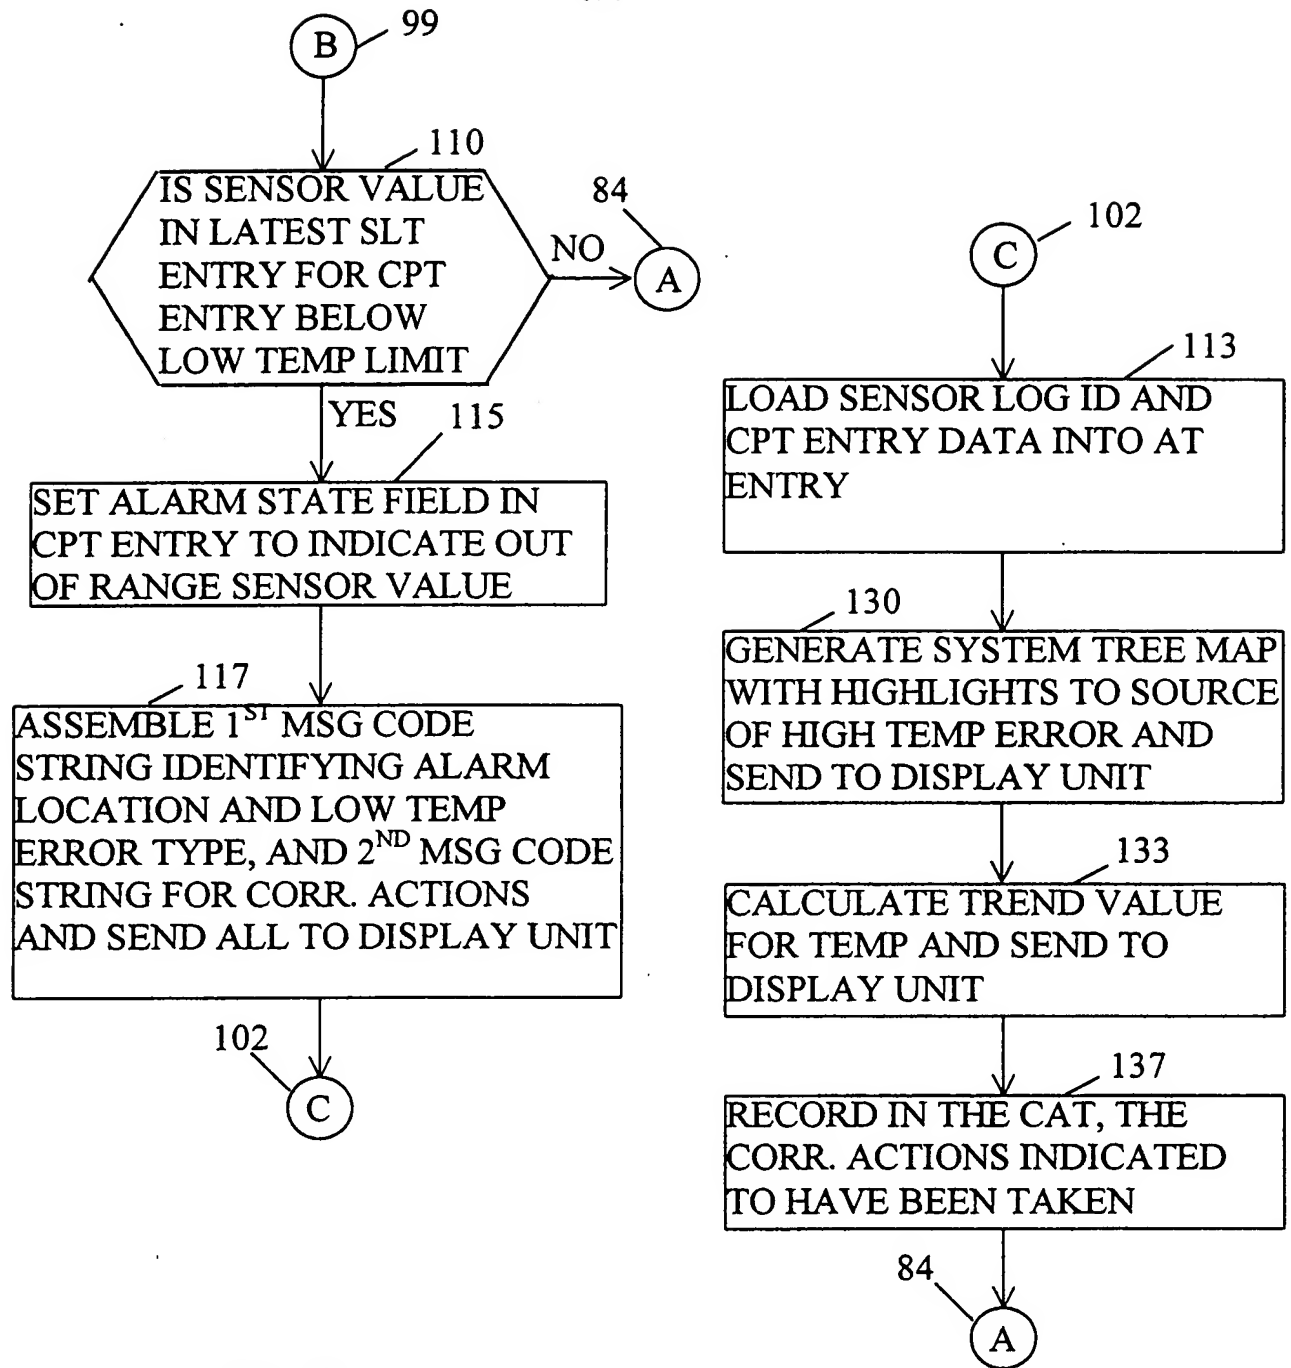 B
99
110
IS SENSOR VALUE
IN LATEST SLT
ENTRY FOR CPT
ENTRY BELOW
LOW TEMP LIMIT
NO
84
A
YES
115
SET ALARM STATE FIELD IN
CPT ENTRY TO INDICATE OUT
OF RANGE SENSOR VALUE
117
ASSEMBLE 1ST MSG CODE
STRING IDENTIFYING ALARM
LOCATION AND LOW TEMP
ERROR TYPE, AND 2ND MSG CODE
STRING FOR CORR. ACTIONS
AND SEND ALL TO DISPLAY UNIT
102
C
C
102
113
LOAD SENSOR LOG ID AND
CPT ENTRY DATA INTO AT
ENTRY
130
GENERATE SYSTEM TREE MAP
WITH HIGHLIGHTS TO SOURCE
OF HIGH TEMP ERROR AND
SEND TO DISPLAY UNIT
133
CALCULATE TREND VALUE
FOR TEMP AND SEND TO
DISPLAY UNIT
137
RECORD IN THE CAT, THE
CORR. ACTIONS INDICATED
TO HAVE BEEN TAKEN
84
A